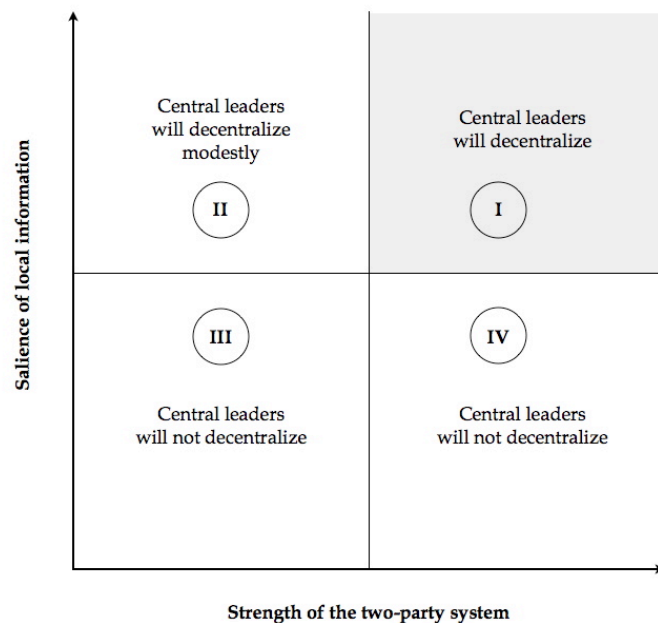 Central leaders
will decentralize
modestly
II
Central leaders
will decentralize
I
III
Central leaders
will not decentralize
IV
Central leaders
will not decentralize
Salience of local information
Strength of the two-party system